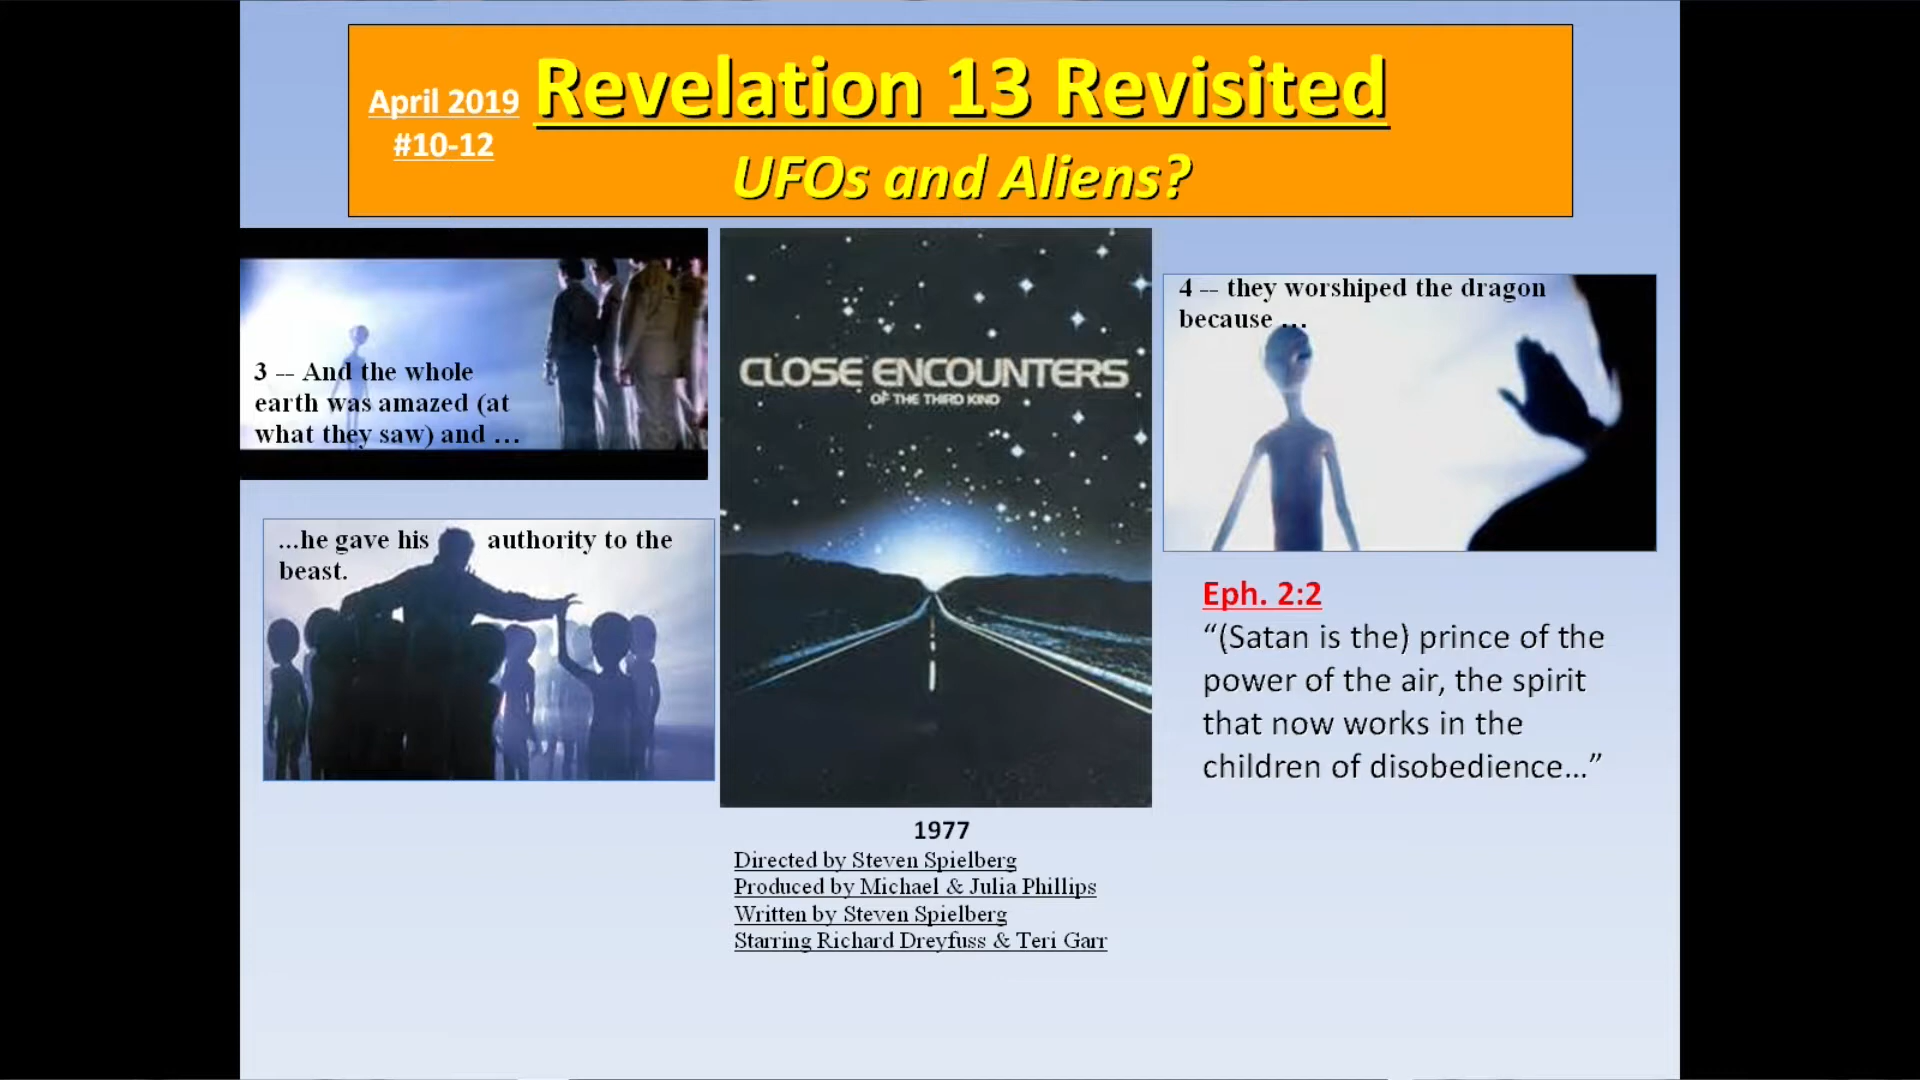 April 2019
#10-12
Revelation 13 Revisited
UFOs and Aliens?
3 -- And the whole
earth was amazed (at
what they saw) and …
...he gave his authority to the
beast.
CLOSE ENCOUNTERS
OF THE THIRD KIND
1977
Directed by Steven Spielberg
Produced by Michael & Julia Phillips
Written by Steven Spielberg
Starring Richard Dreyfuss & Teri Garr
4 -- they worshiped the dragon
because …
Eph. 2:2
“(Satan is the) prince of the
power of the air, the spirit
that now works in the
children of disobedience…”